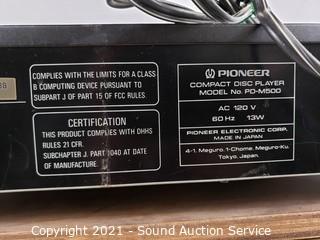 COMPLIES WITH THE LIMITS FOR A CLASS
B COMPUTING DEVICE PURSUANT TO
SUBPART J OF PART 15 OF FCC RULES.
CERTIFICATION
THIS PRODUCT COMPLIES WITH DHHS
RULES 21 CFR.
SUBCHAPTER J. PART 1040 AT DATE
OF MANUFACTURE.
PIONEER
COMPACT DISC PLAYER
MODEL No. PD-M500
AC 120 V
60 Hz 13W
PIONEER ELECTRONIC CORP.
MADE IN JAPAN
4-1, Meguro, 1-Chome, Meguro-Ku,
Tokyo, Japan.
Copyright 2021 - Sound Auction Service